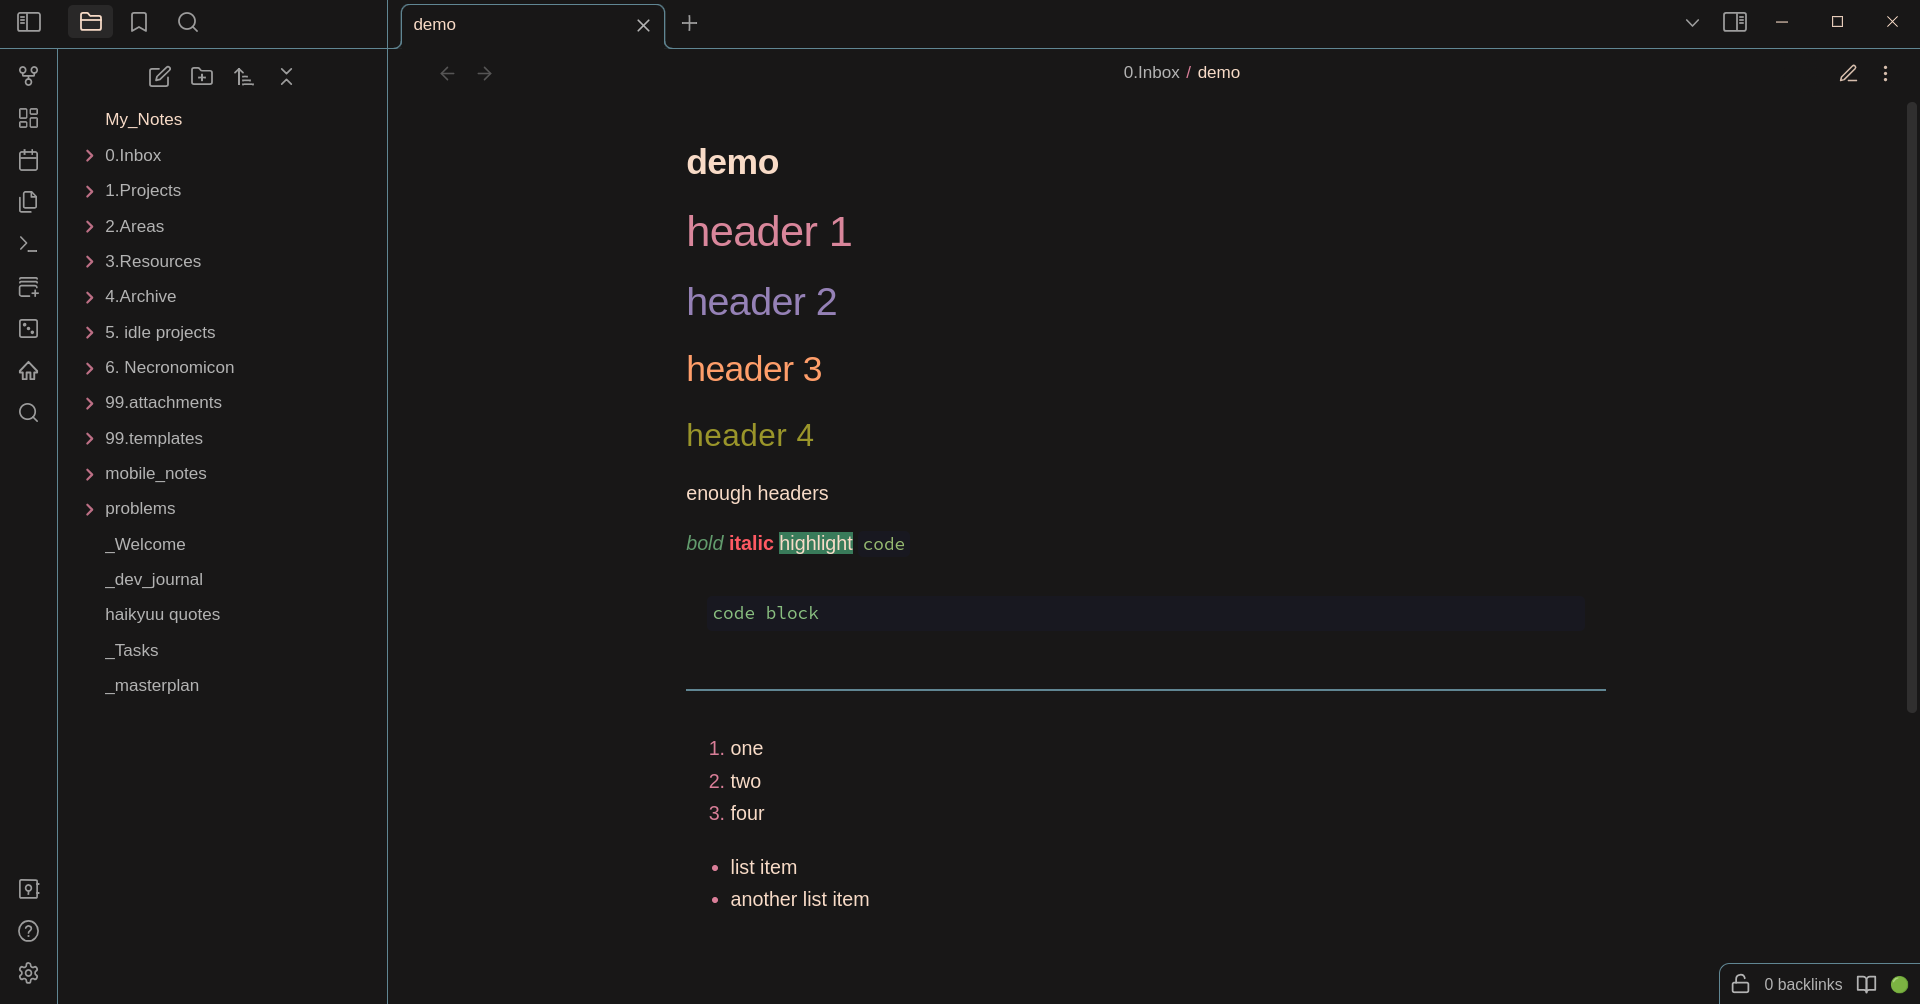 demo
0.Inbox / demo
My_Notes
0.Inbox
1.Projects
2.Areas
3.Resources
4.Archive
5. idle projects
6. Necronomicon
99.attachments
99.templates
mobile_notes
problems
_Welcome
_dev_journal
haikyuu quotes
_Tasks
_masterplan
demo
header 1
header 2
header 3
header 4
enough headers
bold italic highlight code
code block
1. one
2. two
3. four
• list item
• another list item
0 backlinks